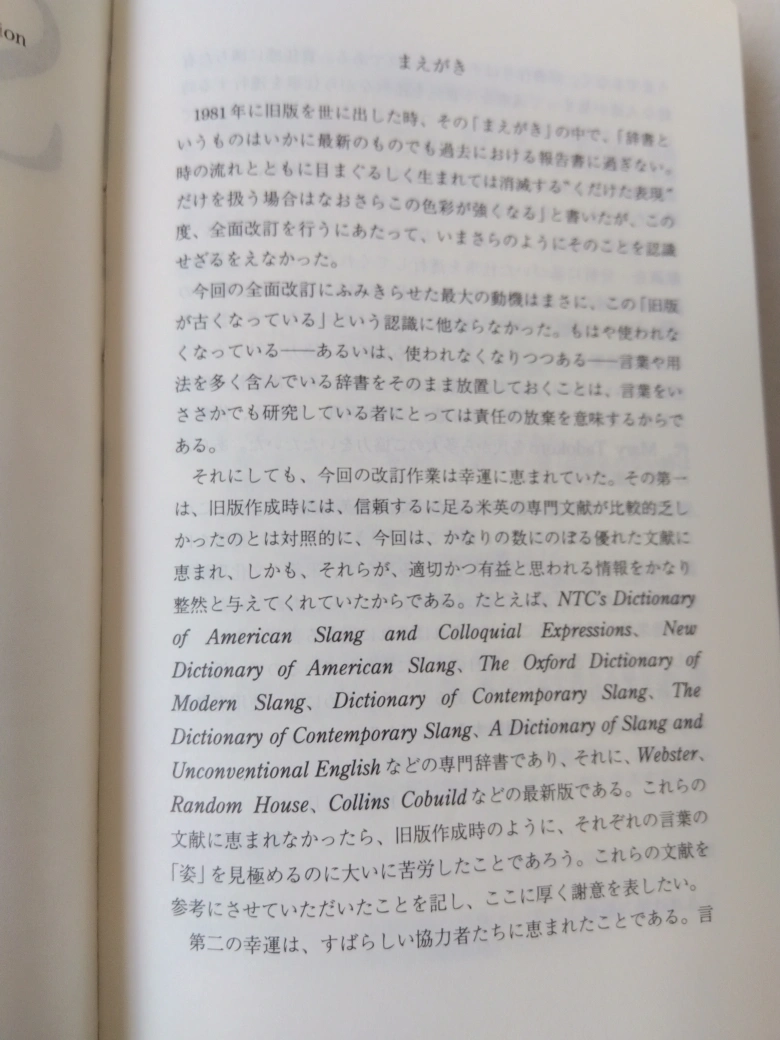 ion
まえがき
1981年に旧版を世に出した時、その「まえがき」の中で、「辞書と
いうものはいかに最新のものでも過去における報告書に過ぎない。
時の流れとともに目まぐるしく生まれては消滅する“くだけた表現”
だけを扱う場合はなおさらこの色彩が強くなる」と書いたが、この
度、全面改訂を行うにあたって、いまさらのようにそのことを認識
せざるをえなかった。
今回の全面改訂にふみきらせた最大の動機はまさに、この「旧版
が古くなっている」という認識に他ならなかった。もはや使われな
くなっている——あるいは、使われなくなりつつある——言葉や用
法を多く含んでいる辞書をそのまま放置しておくことは、言葉をい
ささかでも研究している者にとっては責任の放棄を意味するからで
ある。
それにしても、今回の改訂作業は幸運に恵まれていた。その第一
は、旧版作成時には、信頼するに足る米英の専門文献が比較的乏し
かったのとは対照的に、今回は、かなりの数にのぼる優れた文献に
恵まれ、しかも、それらが、適切かつ有益と思われる情報をかなり
整然と与えてくれていたからである。たとえば、NTC's Dictionary
of American Slang and Colloquial Expressions、New
Dictionary of American Slang、The Oxford Dictionary of
Modern Slang、Dictionary of Contemporary Slang、The
Dictionary of Contemporary Slang、A Dictionary of Slang and
Unconventional Englishなどの専門辞書であり、それに、Webster、
Random House、Collins Cobuildなどの最新版である。これらの
文献に恵まれなかったら、旧版作成時のように、それぞれの言葉の
「姿」を見極めるのに大いに苦労したことであろう。これらの文献を
参考にさせていただいたことを記し、ここに厚く謝意を表したい。
第二の幸運は、すばらしい協力者たちに恵まれたことである。言